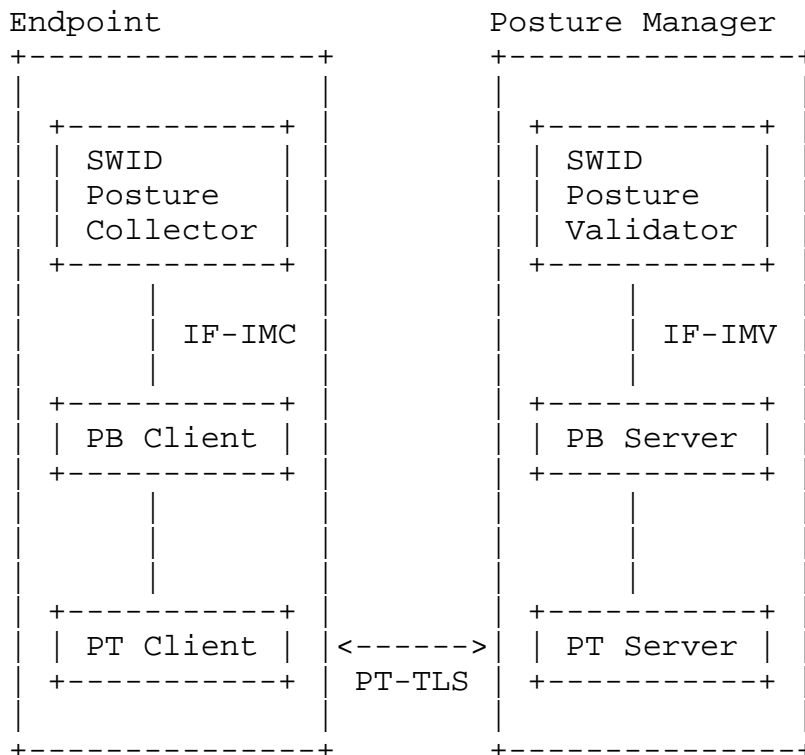 Endpoint Posture Manager
SWID SWID
Posture Posture
Collector Validator
IF-IMC IF-IMV
PB Client PB Server
PT Client <------> PT Server
PT-TLS